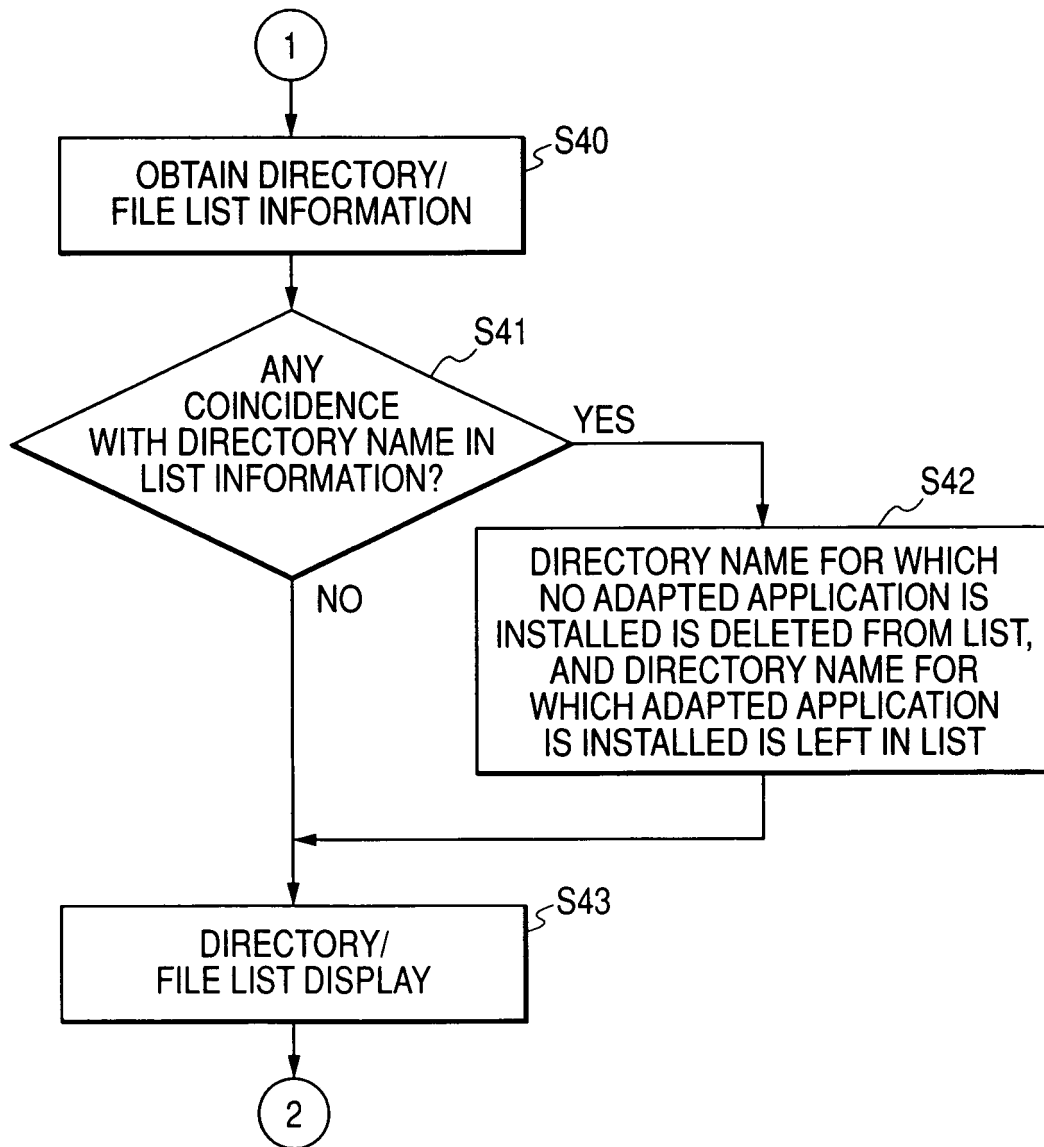 1
S40
OBTAIN DIRECTORY/
FILE LIST INFORMATION
S41
ANY
COINCIDENCE
WITH DIRECTORY NAME IN
LIST INFORMATION?
YES
NO
S42
DIRECTORY NAME FOR WHICH
NO ADAPTED APPLICATION IS
INSTALLED IS DELETED FROM LIST,
AND DIRECTORY NAME FOR
WHICH ADAPTED APPLICATION
IS INSTALLED IS LEFT IN LIST
S43
DIRECTORY/
FILE LIST DISPLAY
2